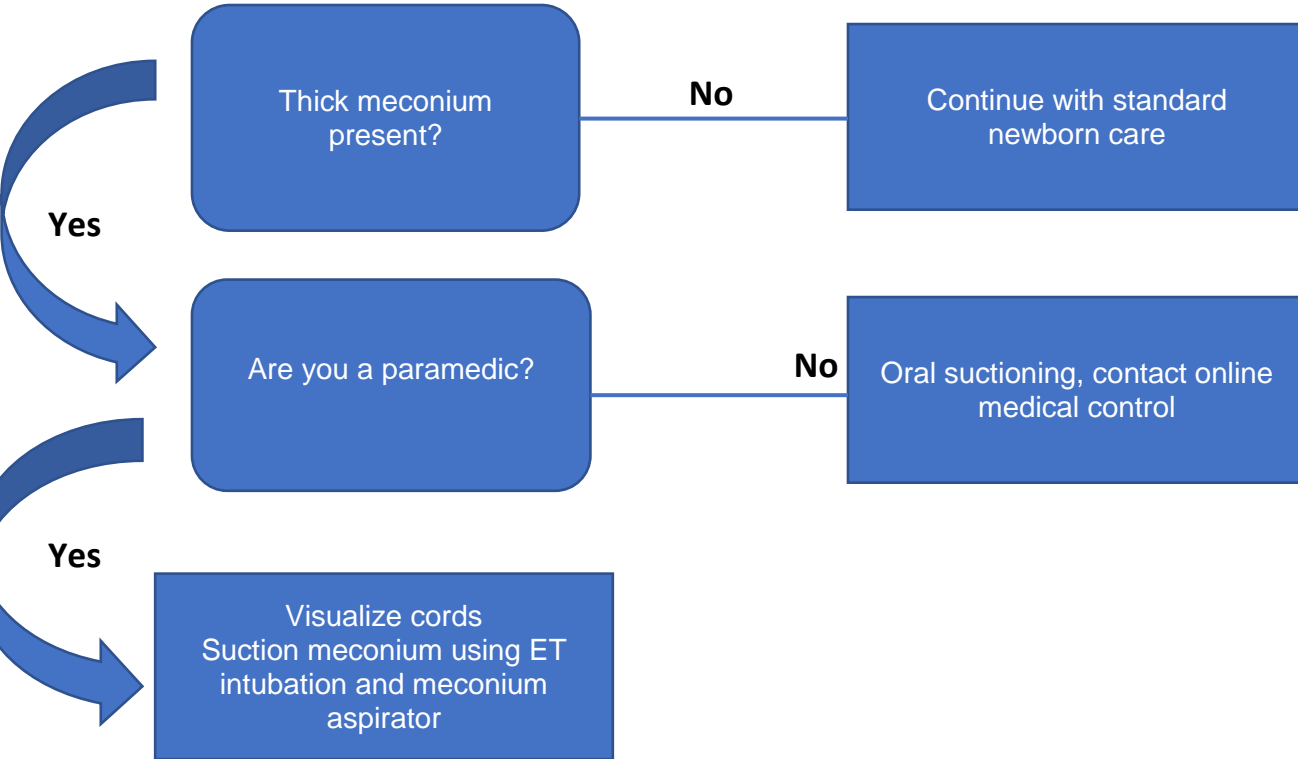 Thick meconium
present?
No
Continue with standard
newborn care
Yes
Are you a paramedic?
No
Oral suctioning, contact online
medical control
Yes
Visualize cords
Suction meconium using ET
intubation and meconium
aspirator